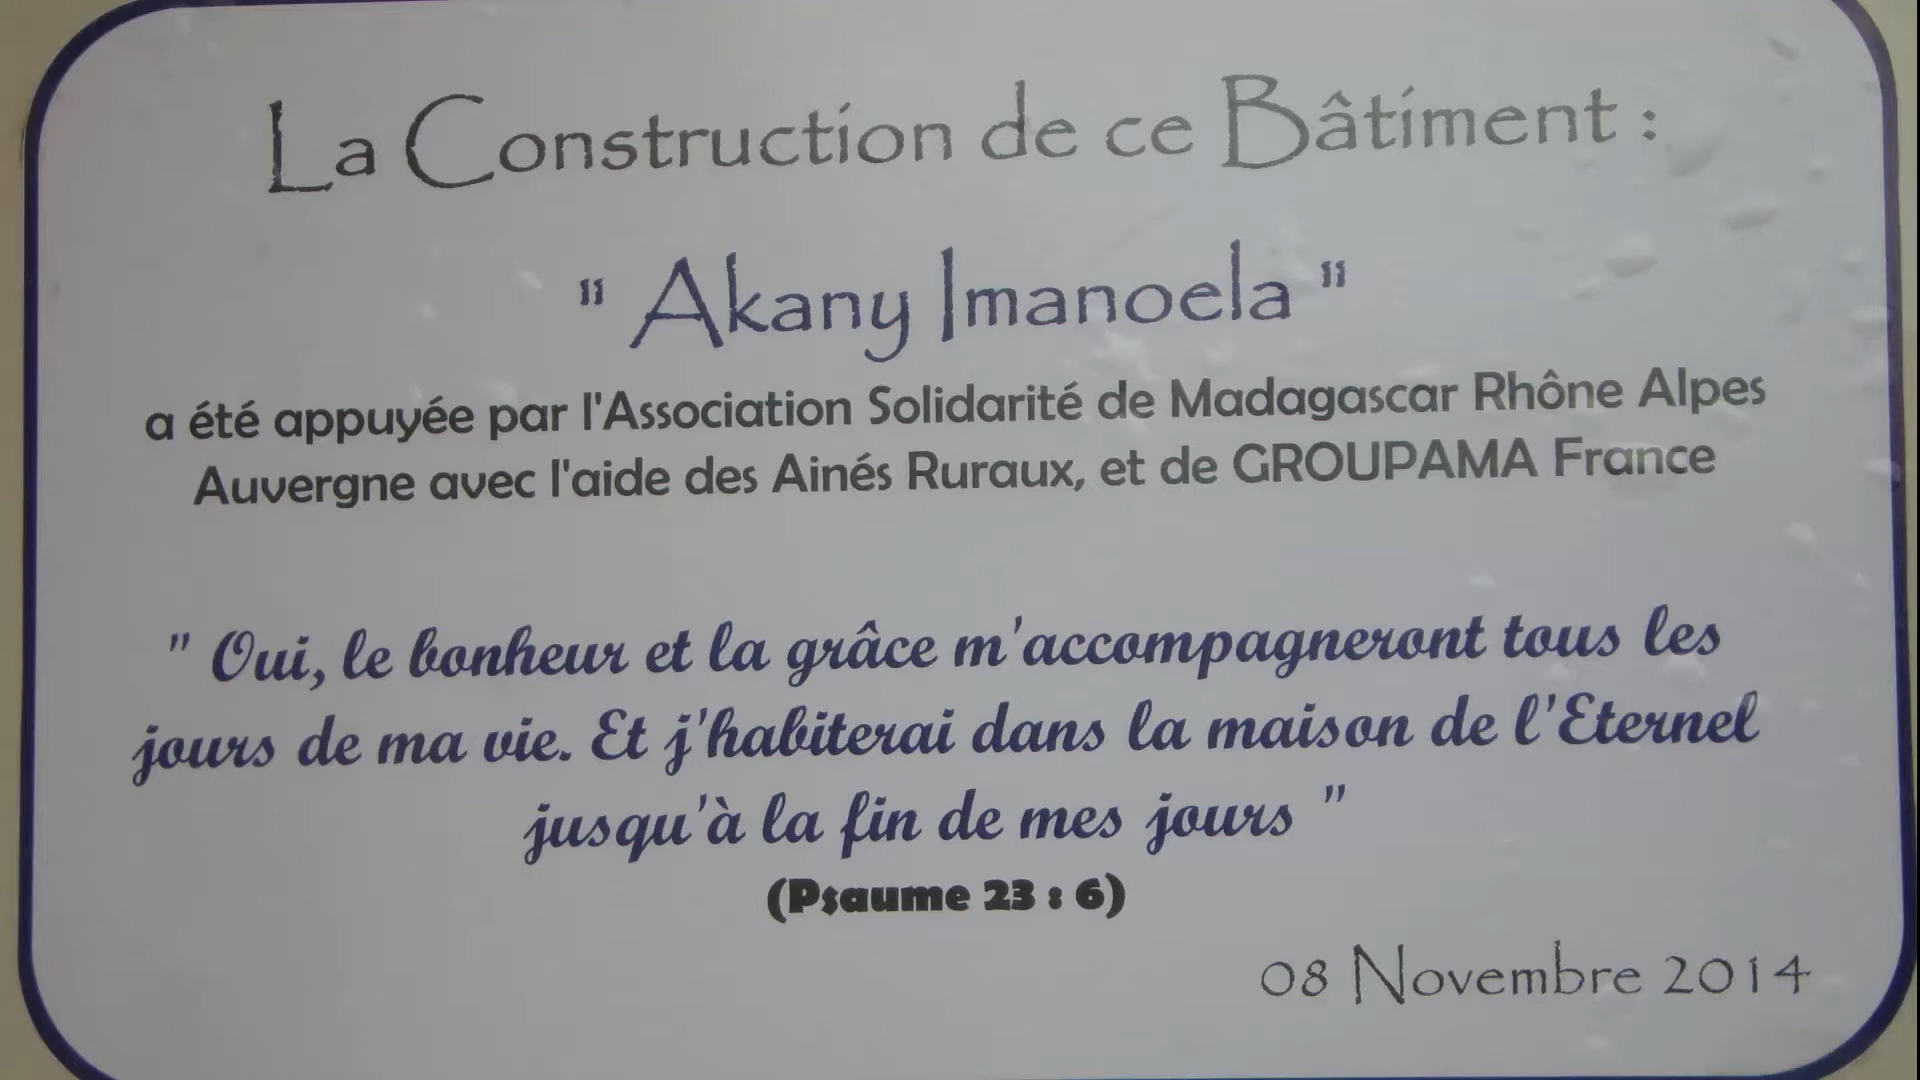 La Construction de ce Bâtiment :
" Akany Imanoela "
a été appuyée par l'Association Solidarité de Madagascar Rhône Alpes
Auvergne avec l'aide des Ainés Ruraux, et de GROUPAMA France
" Oui, le bonheur et la grâce m'accompagneront tous les
jours de ma vie. Et j'habiterai dans la maison de l'Eternel
jusqu'à la fin de mes jours "
(Psaume 23 : 6)
08 Novembre 2014